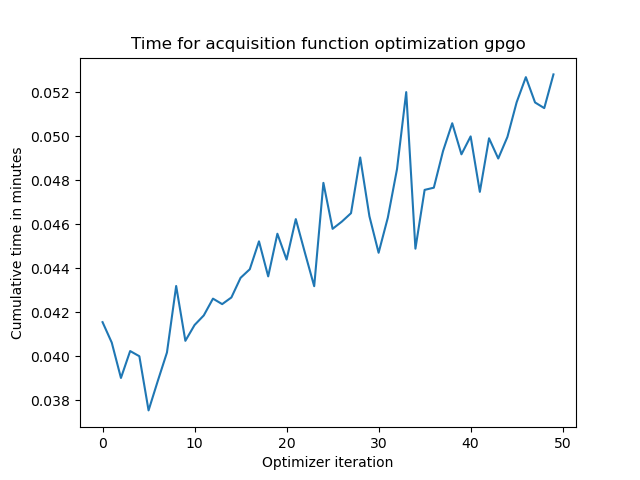 Time for acquisition function optimization gpgo
Cumulative time in minutes
0.052
0.050
0.048
0.046
0.044
0.042
0.040
0.038
0 10 20 30 40 50
Optimizer iteration